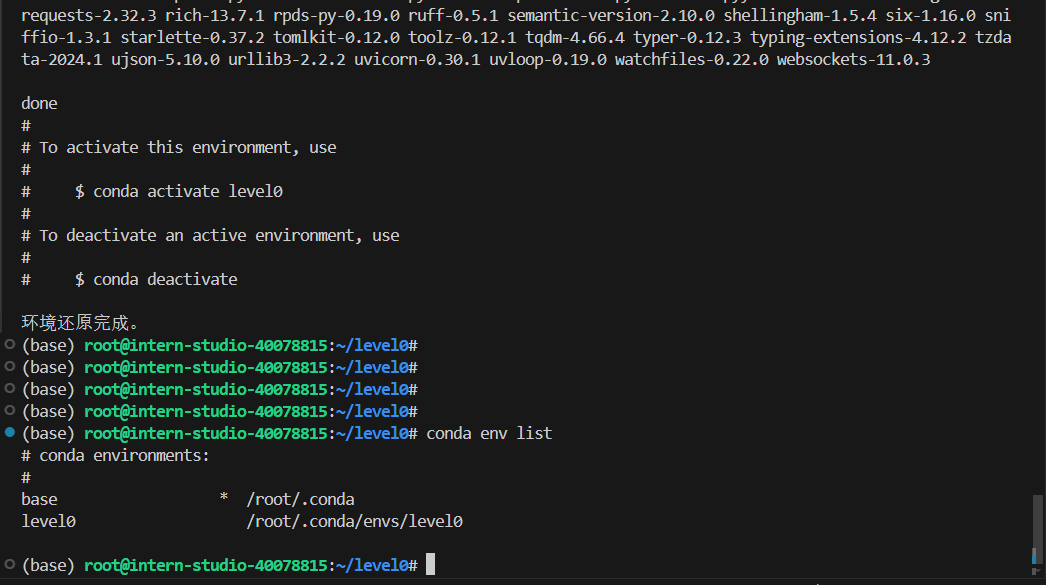 requests-2.32.3 rich-13.7.1 rpds-py-0.19.0 ruff-0.5.1 semantic-version-2.10.0 shellingham-1.5.4 six-1.16.0 sni
ffio-1.3.1 starlette-0.37.2 tomlkit-0.12.0 toolz-0.12.1 tqdm-4.66.4 typer-0.12.3 typing-extensions-4.12.2 tzda
ta-2024.1 ujson-5.10.0 urllib3-2.2.2 uvicorn-0.30.1 uvloop-0.19.0 watchfiles-0.22.0 websockets-11.0.3
done
#
# To activate this environment, use
#
#     $ conda activate level0
#
# To deactivate an active environment, use
#
#     $ conda deactivate
环境还原完成。
(base) root@intern-studio-40078815:~/level0#
(base) root@intern-studio-40078815:~/level0#
(base) root@intern-studio-40078815:~/level0#
(base) root@intern-studio-40078815:~/level0#
(base) root@intern-studio-40078815:~/level0# conda env list
# conda environments:
#
base                  *  /root/.conda
level0                   /root/.conda/envs/level0
(base) root@intern-studio-40078815:~/level0#